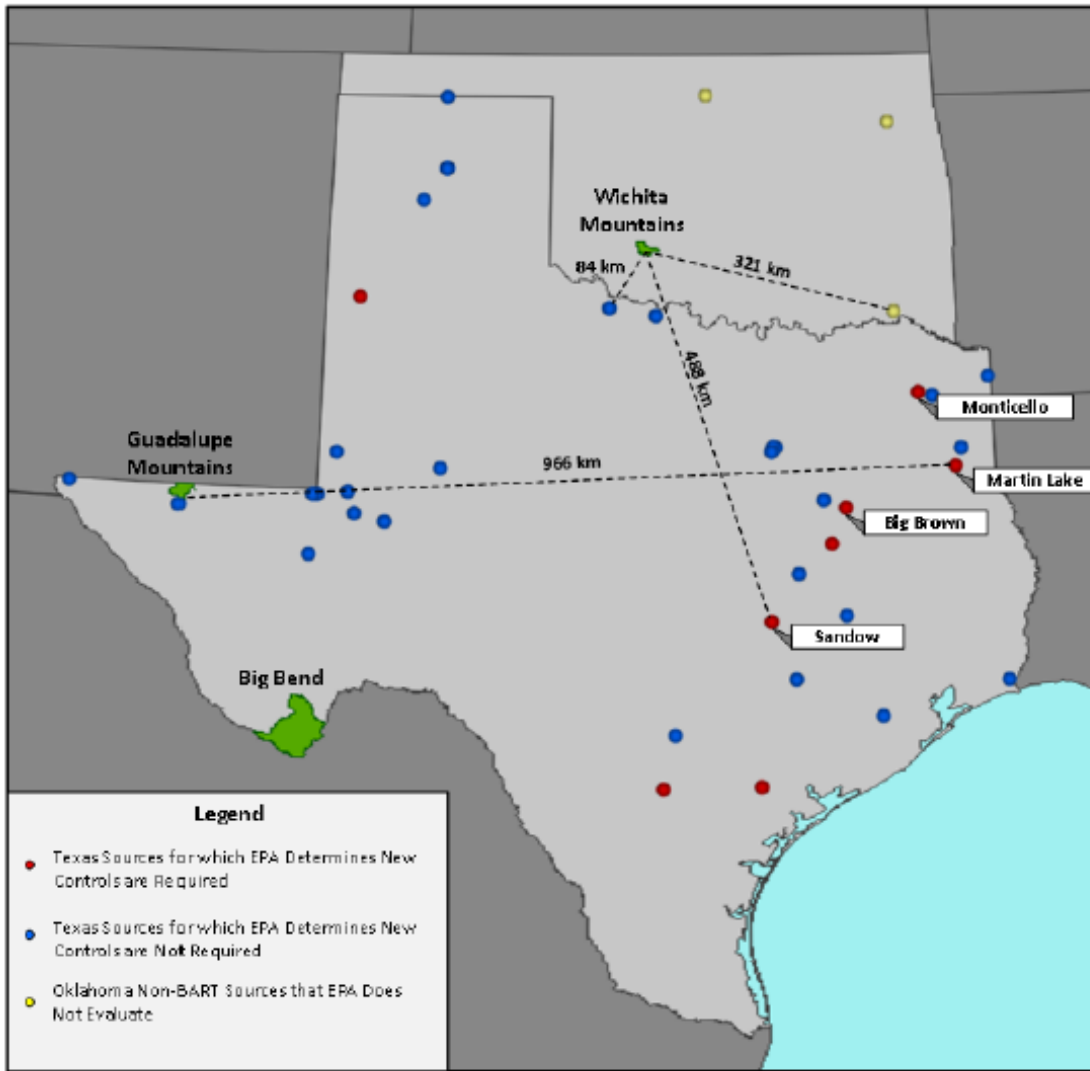 Wichita
Mountains
84 km
321 km
488 km
Monticello
Guadalupe
Mountains
966 km
Martin Lake
Big Brown
Sandow
Big Bend
Legend
Texas Sources for which EPA Determines New
Controls are Required
Texas Sources for which EPA Determines New
Controls are Not Required
Oklahoma Non-BART Sources that EPA Does
Not Evaluate